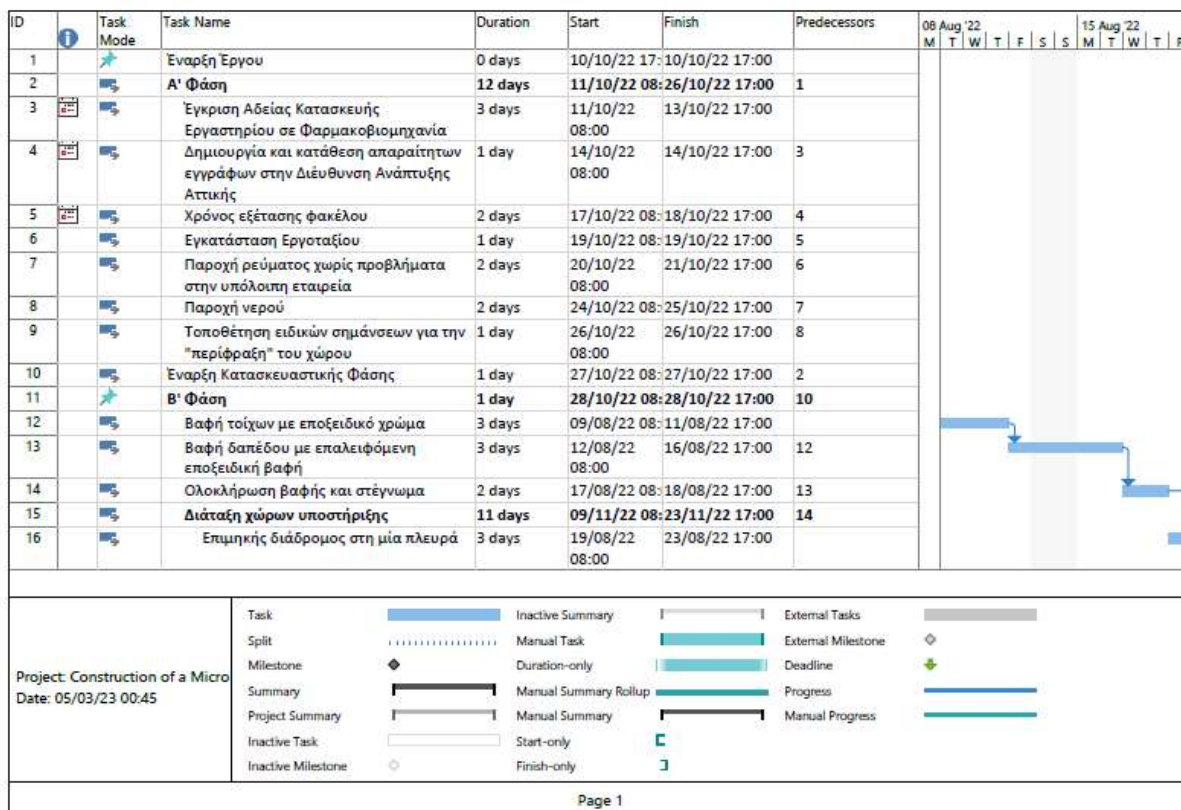 ID Task Mode Task Name Duration Start Finish Predecessors 08 Aug '22 15 Aug '22
M T W T F S S M T W T F
1 Έναρξη Έργου 0 days 10/10/22 17: 10/10/22 17:00
2 Α' Φάση 12 days 11/10/22 08: 26/10/22 17:00 1
3 Έγκριση Αδείας Κατασκευής 3 days 11/10/22 13/10/22 17:00
Εργαστηρίου σε Φαρμακοβιομηχανία 08:00
4 Δημιουργία και κατάθεση απαραίτητων 1 day 14/10/22 14/10/22 17:00 3
εγγράφων στην Διέυθυνση Ανάπτυξης 08:00
Αττικής
5 Χρόνος εξέτασης φακέλου 2 days 17/10/22 08: 18/10/22 17:00 4
6 Εγκατάσταση Εργοταξίου 1 day 19/10/22 08: 19/10/22 17:00 5
7 Παροχή ρεύματος χωρίς προβλήματα 2 days 20/10/22 21/10/22 17:00 6
στην υπόλοιπη εταιρεία 08:00
8 Παροχή νερού 2 days 24/10/22 08: 25/10/22 17:00 7
9 Τοποθέτηση ειδικών σημάνσεων για την 1 day 26/10/22 26/10/22 17:00 8
"περίφραξη" του χώρου 08:00
10 Έναρξη Κατασκευαστικής Φάσης 1 day 27/10/22 08: 27/10/22 17:00 2
11 Β' Φάση 1 day 28/10/22 08: 28/10/22 17:00 10
12 Βαφή τοίχων με εποξειδικό χρώμα 3 days 09/08/22 08: 11/08/22 17:00
13 Βαφή δαπέδου με επαλειφόμενη 3 days 12/08/22 16/08/22 17:00 12
εποξειδική βαφή 08:00
14 Ολοκλήρωση βαφής και στέγνωμα 2 days 17/08/22 08: 18/08/22 17:00 13
15 Διάταξη χώρων υποστήριξης 11 days 09/11/22 08: 23/11/22 17:00 14
16 Επιμηκής διάδρομος στη μία πλευρά 3 days 19/08/22 23/08/22 17:00
08:00
Project: Construction of a Micro
Date: 05/03/23 00:45
Task Inactive Summary External Tasks
Split Manual Task External Milestone
Milestone Duration-only Deadline
Summary Manual Summary Rollup Progress
Project Summary Manual Summary Manual Progress
Inactive Task Start-only
Inactive Milestone Finish-only
Page 1